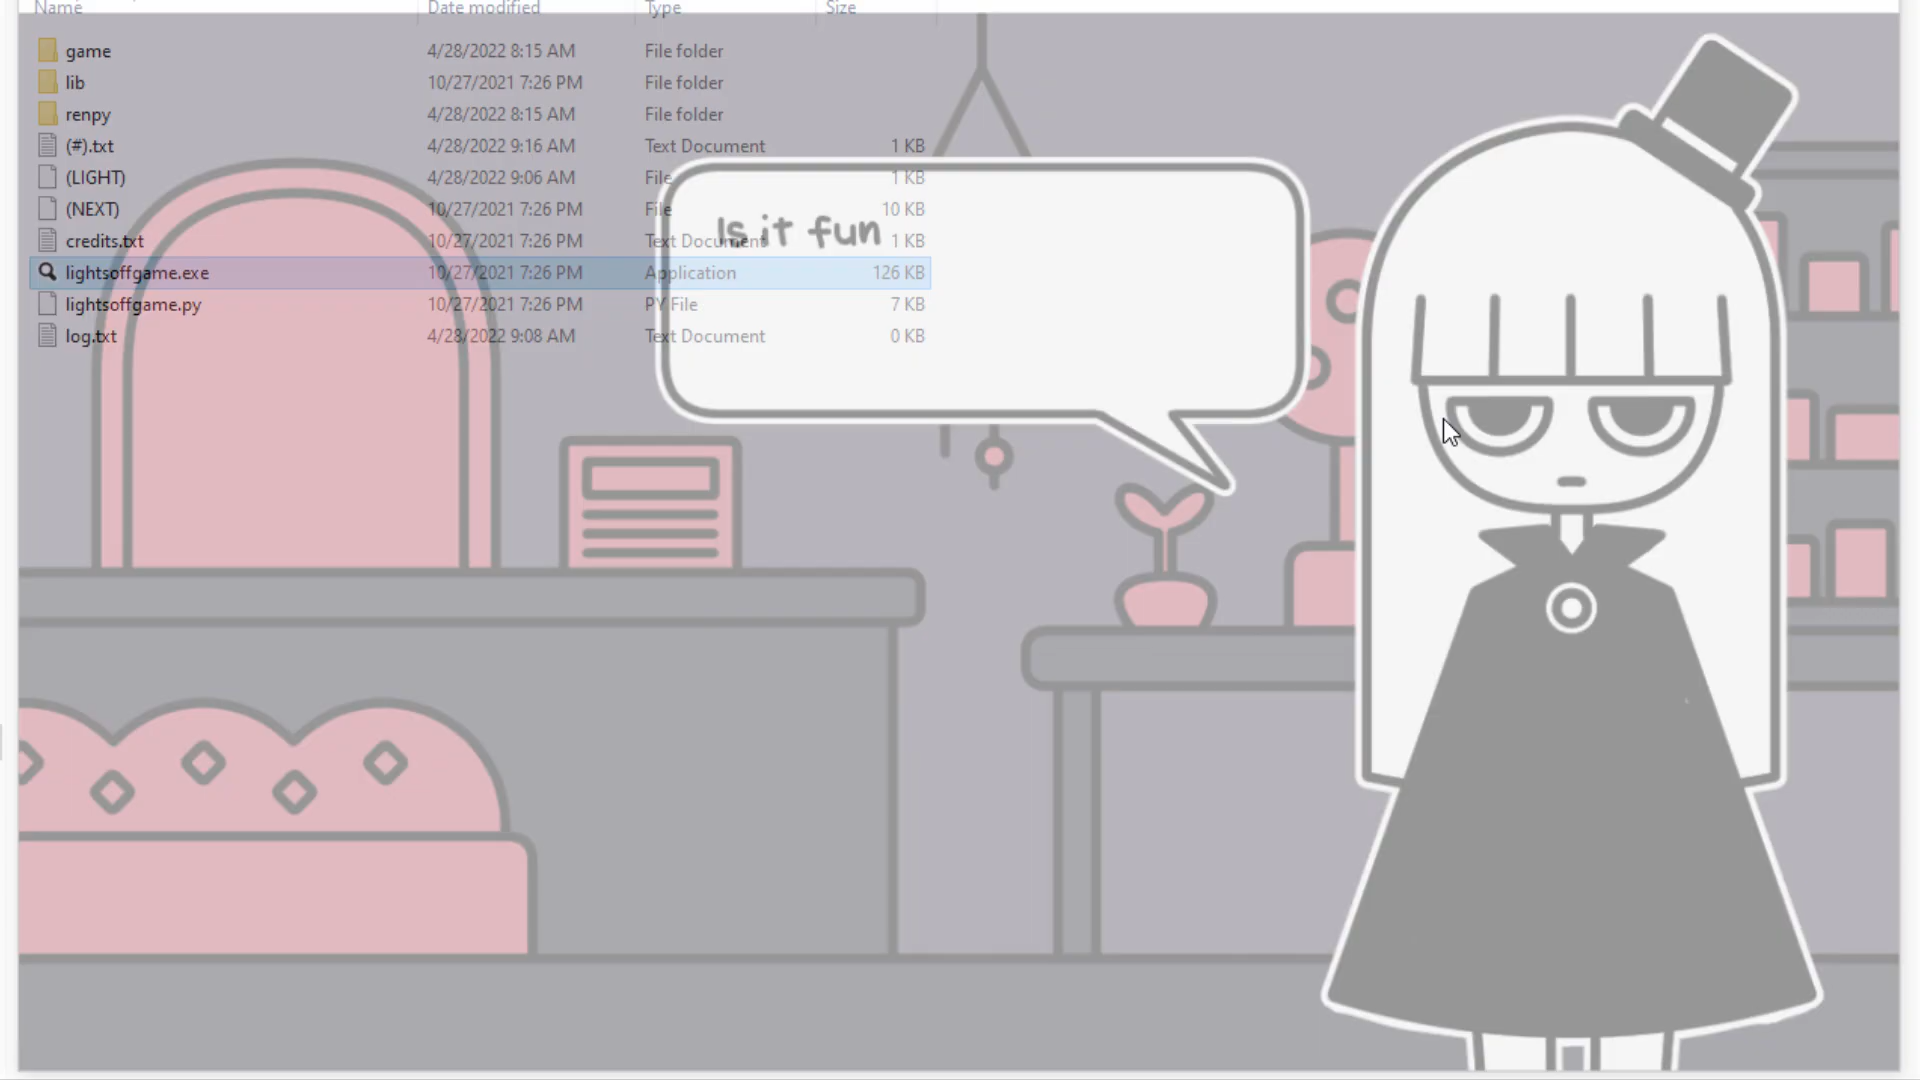 Name Date modified Type Size
game 4/28/2022 8:15 AM File folder
lib 10/27/2021 7:26 PM File folder
renpy 4/28/2022 8:15 AM File folder
(#).txt 4/28/2022 9:16 AM Text Document 1 KB
(LIGHT) 4/28/2022 9:06 AM File 1 KB
(NEXT) 10/27/2021 7:26 PM File 10 KB
credits.txt 10/27/2021 7:26 PM Text Document 1 KB
lightsoffgame.exe 10/27/2021 7:26 PM Application 126 KB
lightsoffgame.py 10/27/2021 7:26 PM PY File 7 KB
log.txt 4/28/2022 9:08 AM Text Document 0 KB
Is it fun